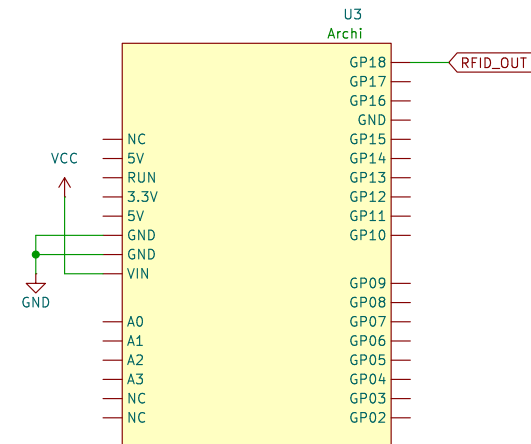 U3
Archi
GP18
RFID_OUT
GP17
GP16
GND
NC
GP15
VCC
5V
GP14
RUN
GP13
3.3V
GP12
5V
GP11
GND
GP10
GND
VIN
GP09
GND
GP08
A0
GP07
A1
GP06
A2
GP05
A3
GP04
NC
GP03
NC
GP02